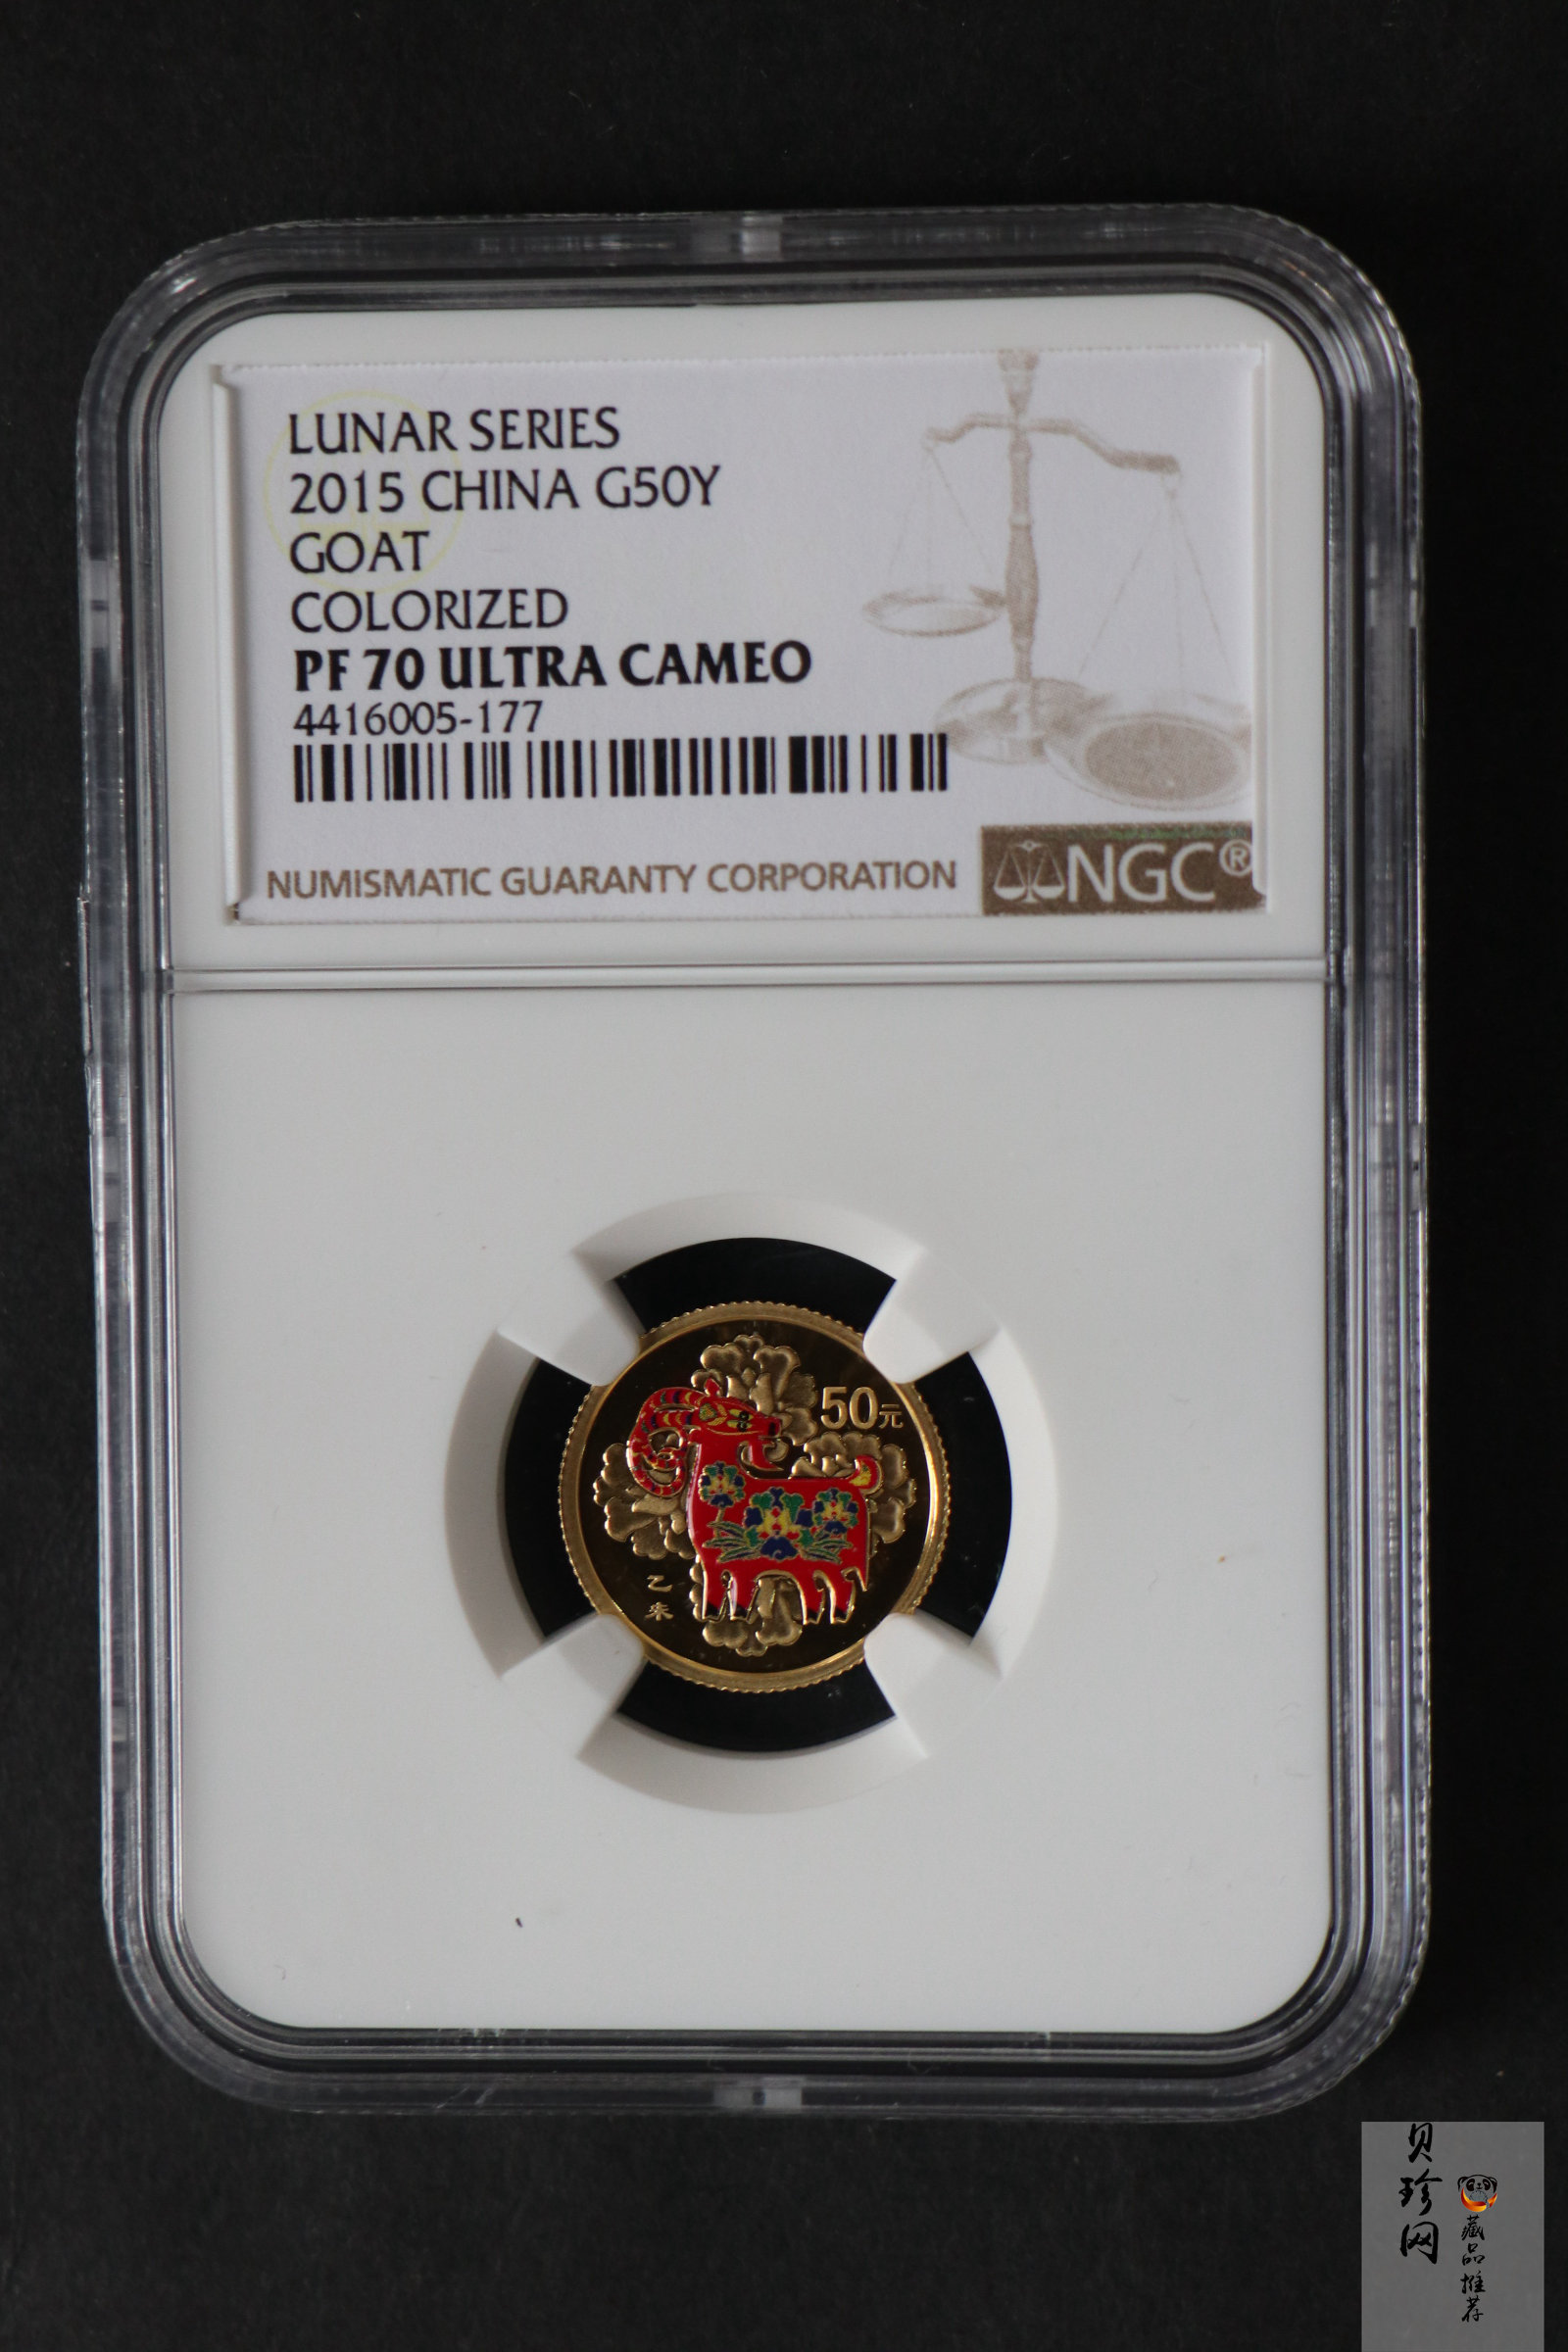 LUNAR SERIES
2015 CHINA G50Y
GOAT
COLORIZED
PF 70 ULTRA CAMEO
4416005-177
NUMISMATIC GUARANTY CORPORATION
NGC®
50元
乙未
贝珍网
藏品推荐